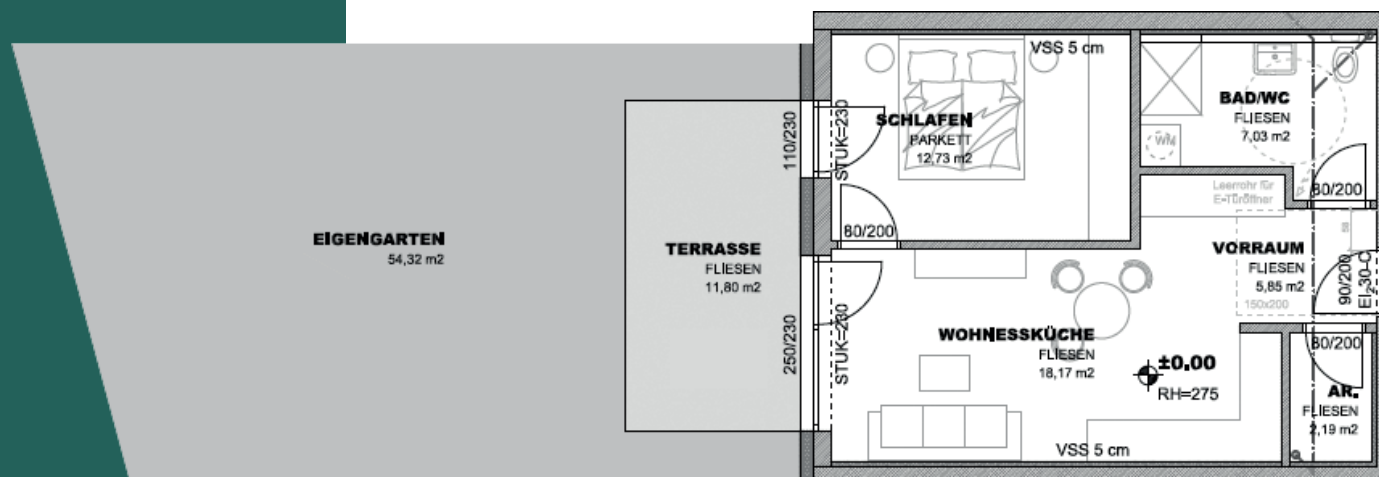 EIGENGARTEN
54,32 m2
TERRASSE
FLIESEN
11,80 m2
110/230
STUK=230
250/230
STUK=230
VSS 5 cm
SCHLAFEN
PARKETT
12,73 m2
80/200
BAD/WC
FLIESEN
7,03 m2
WM
80/200
Leerrohr für
E-Türöffner
VORRAUM
FLIESEN
5,85 m2
150x200
90/200
EI₂30-C
WOHNESSKÜCHE
FLIESEN
18,17 m2
±0.00
RH=275
VSS 5 cm
80/200
AR.
FLIESEN
2,19 m2